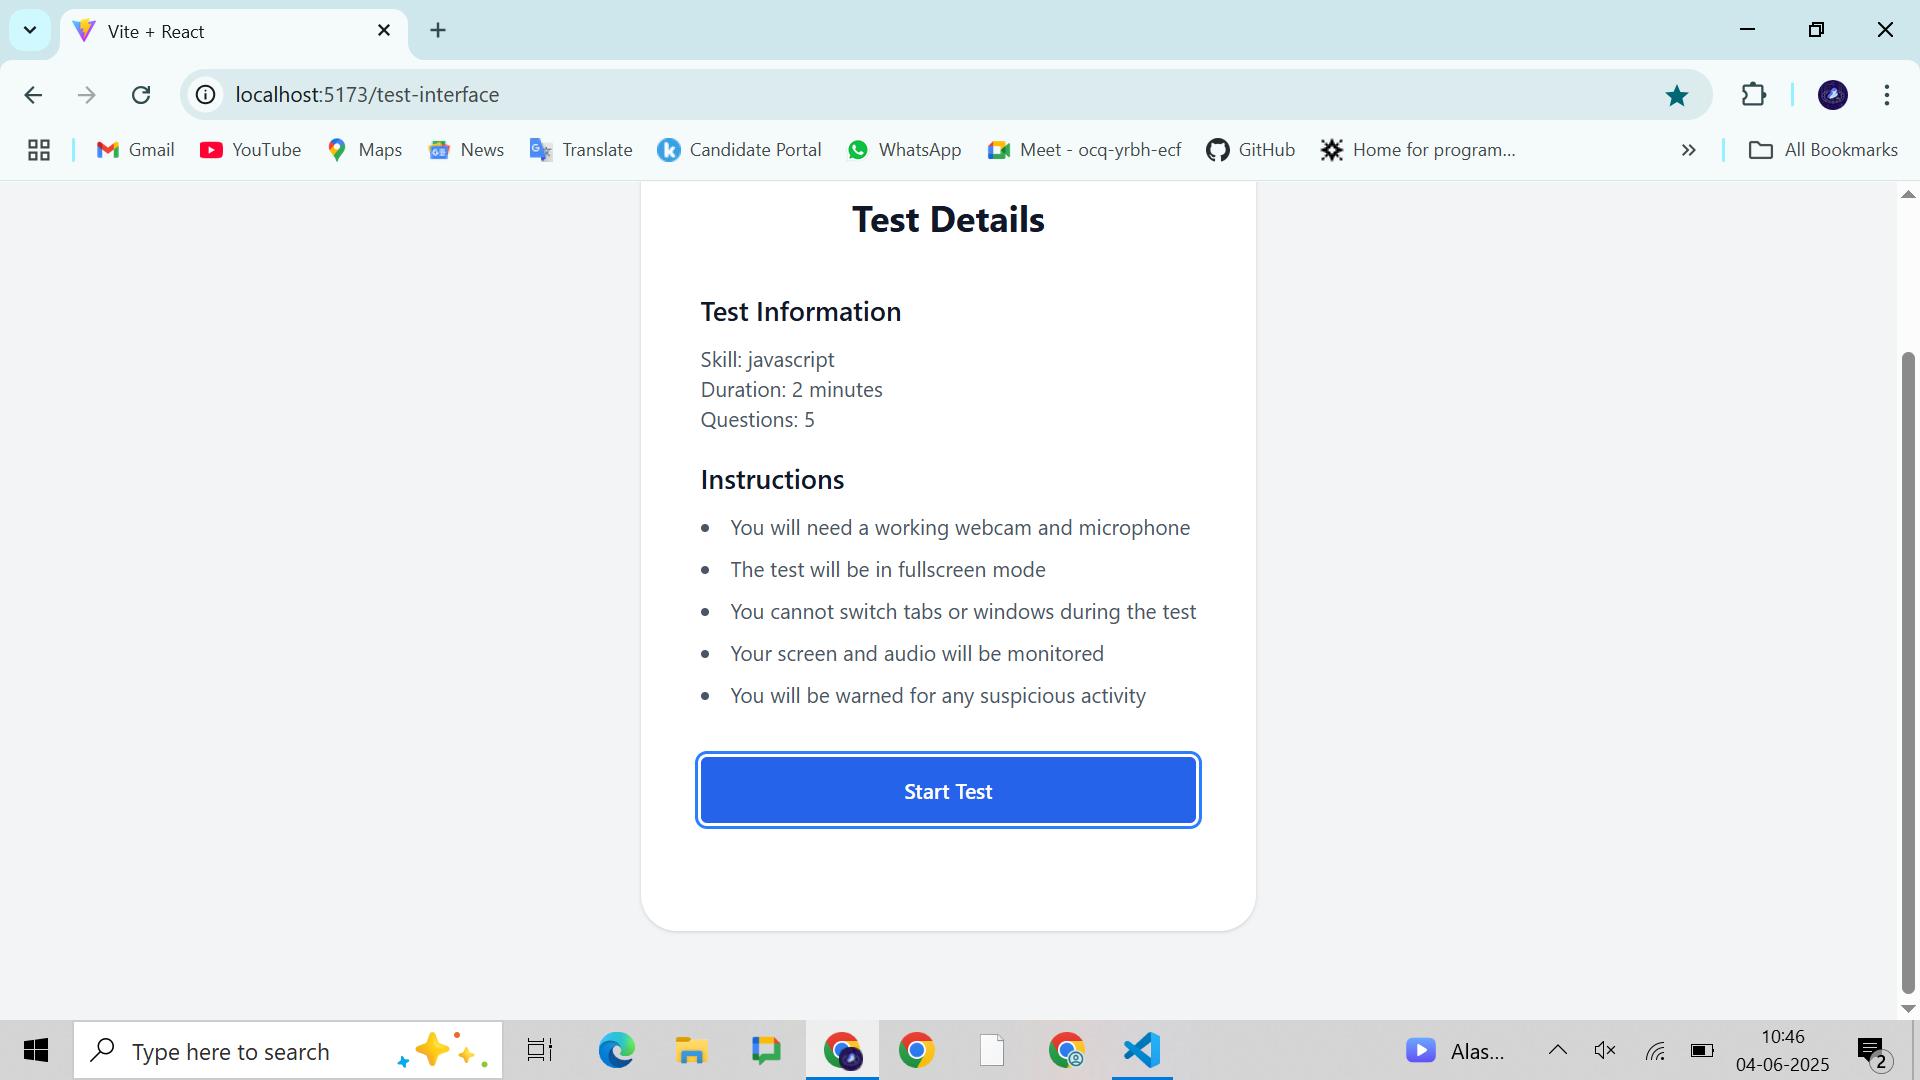 Vite + React
localhost:5173/test-interface
Gmail
YouTube
Maps
News
Translate
Candidate Portal
WhatsApp
Meet - ocq-yrbh-ecf
GitHub
Home for program...
All Bookmarks
Test Details
Test Information
Skill: javascript
Duration: 2 minutes
Questions: 5
Instructions
• You will need a working webcam and microphone
• The test will be in fullscreen mode
• You cannot switch tabs or windows during the test
• Your screen and audio will be monitored
• You will be warned for any suspicious activity
Start Test
Type here to search
Alas...
10:46
04-06-2025
2